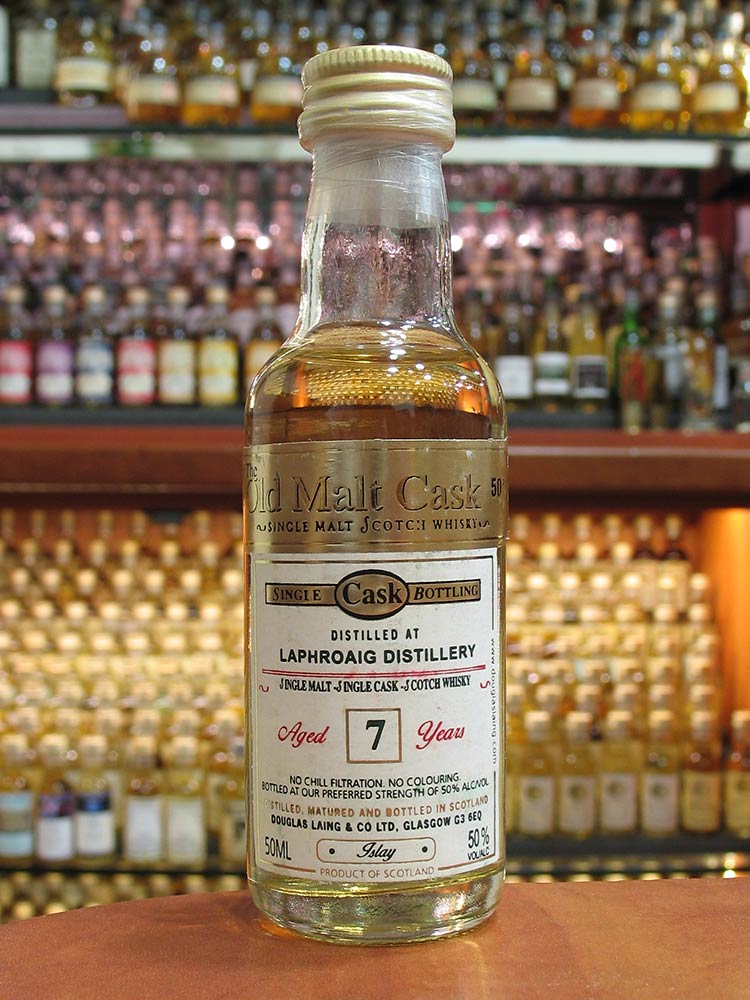 The
Old Malt Cask 50°
~SINGLE MALT SCOTCH WHISKY~
SINGLE Cask BOTTLING
DISTILLED AT
LAPHROAIG DISTILLERY
SINGLE MALT - SINGLE CASK - SCOTCH WHISKY
Aged 7 Years
NO CHILL FILTRATION. NO COLOURING.
BOTTLED AT OUR PREFERRED STRENGTH OF 50% ALC/VOL
DISTILLED, MATURED AND BOTTLED IN SCOTLAND
DOUGLAS LAING & CO LTD, GLASGOW G3 6EQ
50ML • Islay • 50%
VOL/ALC
PRODUCT OF SCOTLAND
www.douglaslaing.com